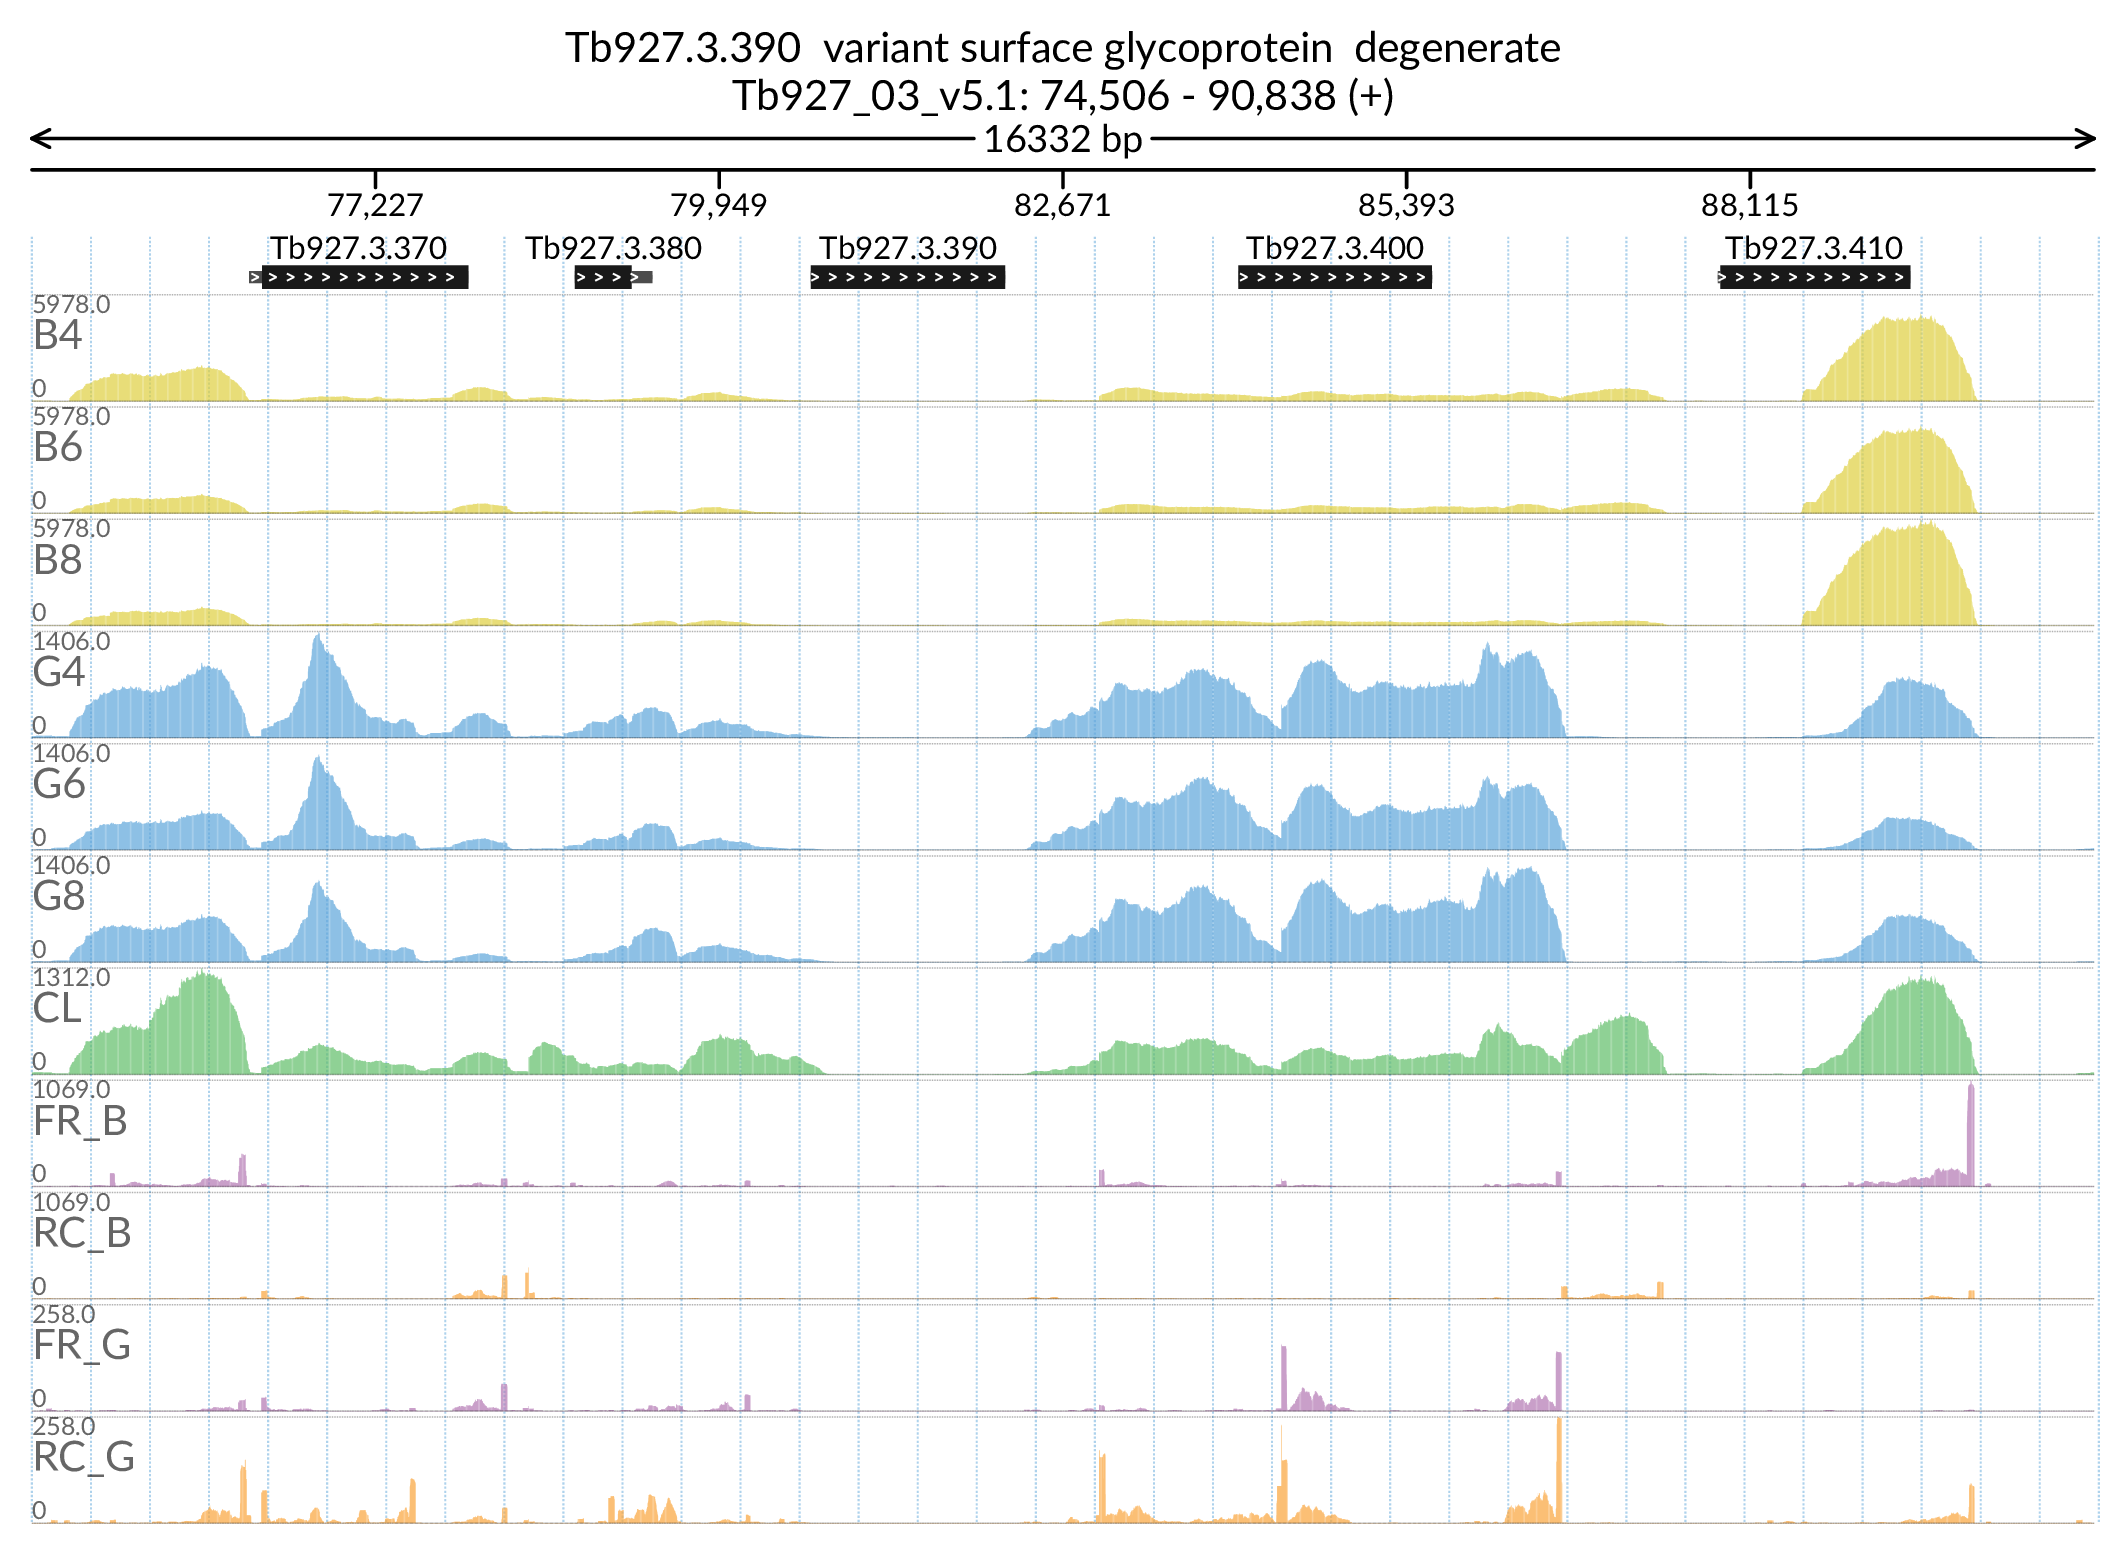 Tb927.3.390  variant surface glycoprotein  degenerate
Tb927_03_v5.1: 74,506 - 90,838 (+)
16332 bp
77,227 79,949 82,671 85,393 88,115
Tb927.3.370 Tb927.3.380 Tb927.3.390 Tb927.3.400 Tb927.3.410
5978.0
B4
0
5978.0
B6
0
5978.0
B8
0
1406.0
G4
0
1406.0
G6
0
1406.0
G8
0
1312.0
CL
0
1069.0
FR_B
0
1069.0
RC_B
0
258.0
FR_G
0
258.0
RC_G
0